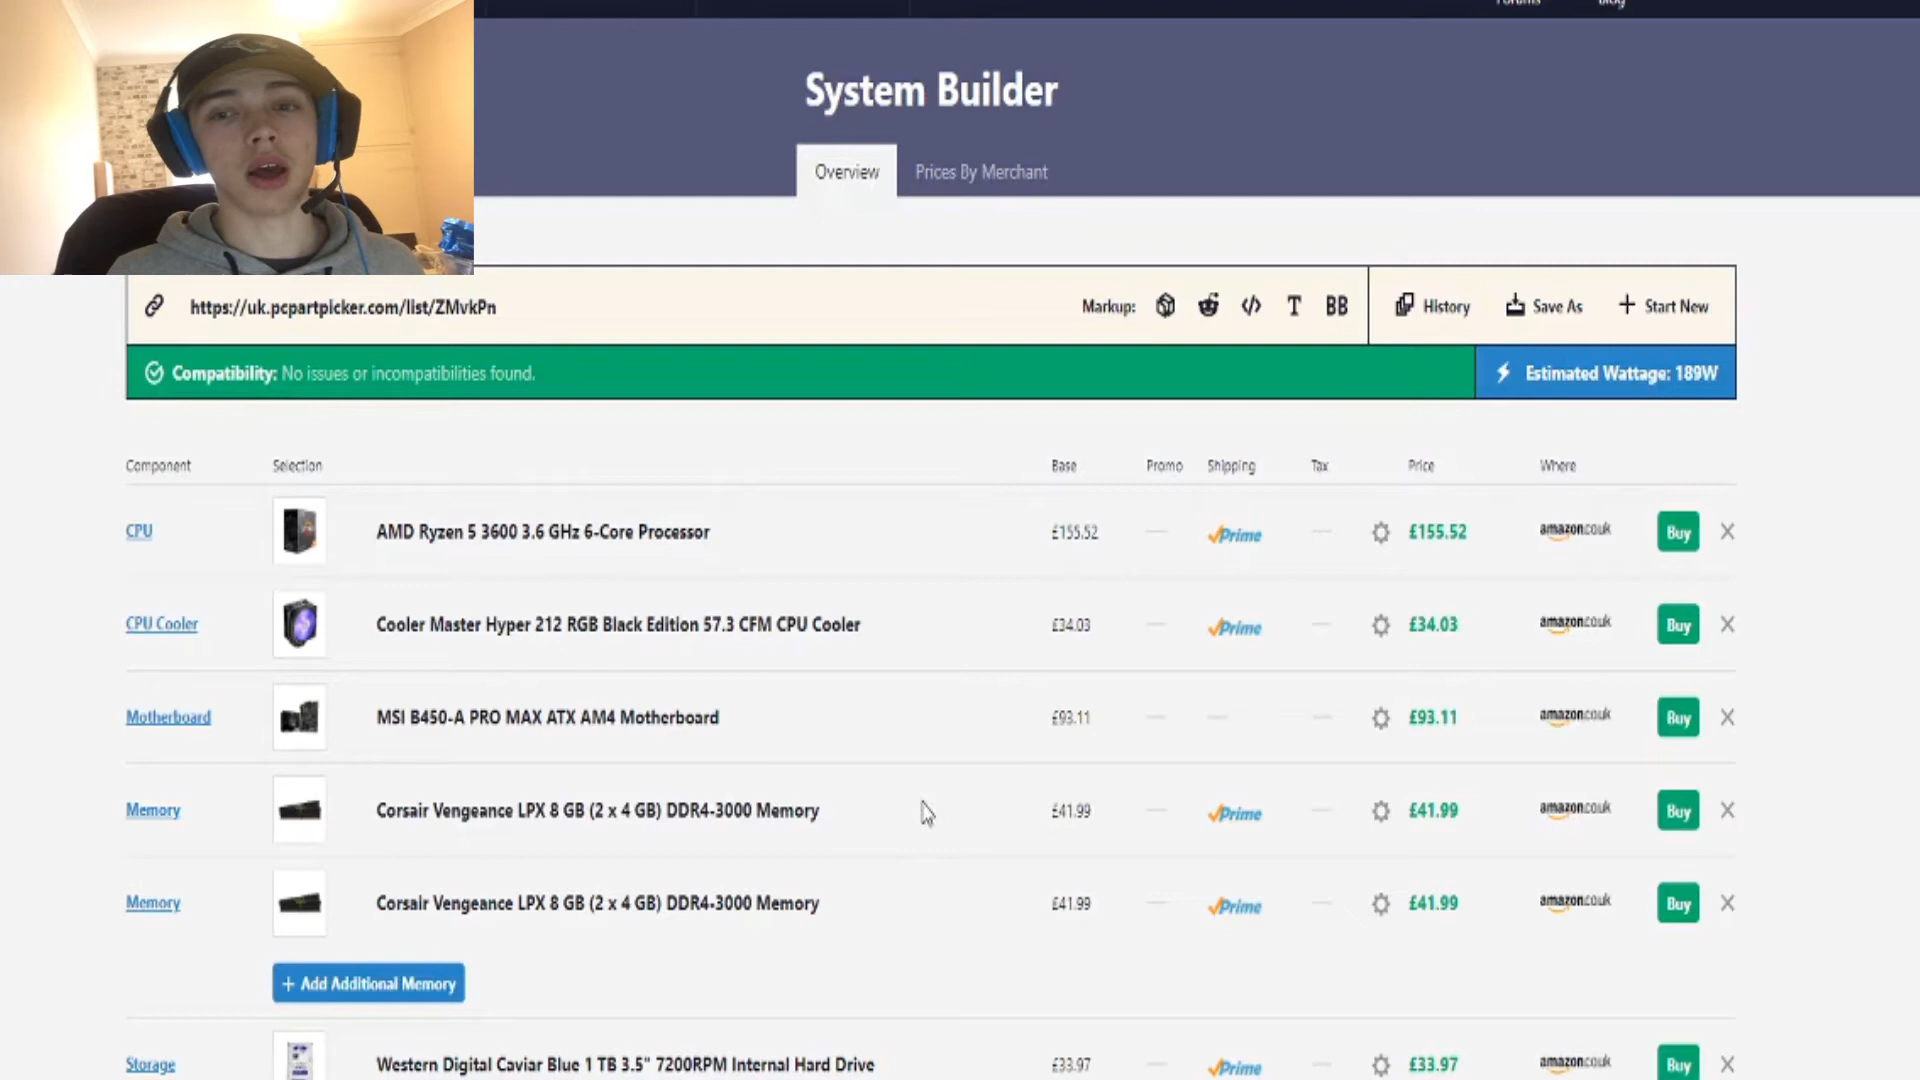 Forums Blog
System Builder
Overview Prices By Merchant
https://uk.pcpartpicker.com/list/ZMvkPn Markup: T BB History Save As + Start New
Compatibility: No issues or incompatibilities found. Estimated Wattage: 189W
Component Selection Base Promo Shipping Tax Price Where
CPU AMD Ryzen 5 3600 3.6 GHz 6-Core Processor £155.52 — Prime — £155.52 amazon.co.uk Buy
CPU Cooler Cooler Master Hyper 212 RGB Black Edition 57.3 CFM CPU Cooler £34.03 — Prime — £34.03 amazon.co.uk Buy
Motherboard MSI B450-A PRO MAX ATX AM4 Motherboard £93.11 — — — £93.11 amazon.co.uk Buy
Memory Corsair Vengeance LPX 8 GB (2 x 4 GB) DDR4-3000 Memory £41.99 — Prime — £41.99 amazon.co.uk Buy
Memory Corsair Vengeance LPX 8 GB (2 x 4 GB) DDR4-3000 Memory £41.99 — Prime — £41.99 amazon.co.uk Buy
+ Add Additional Memory
Storage Western Digital Caviar Blue 1 TB 3.5" 7200RPM Internal Hard Drive £33.97 — Prime — £33.97 amazon.co.uk Buy